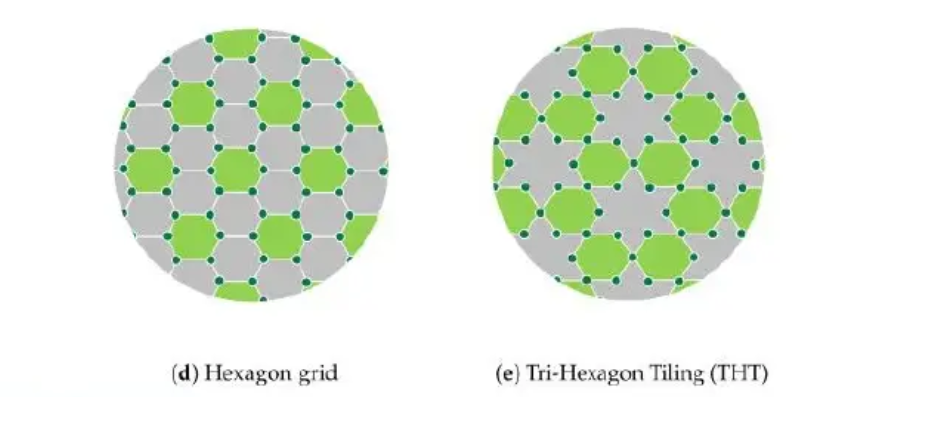 (d) Hexagon grid
(e) Tri-Hexagon Tiling (THT)